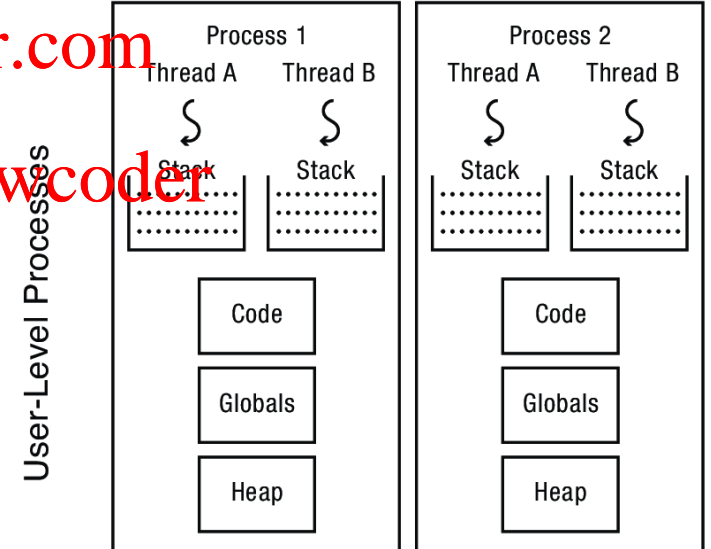 r.com
wcoder
User-Level Processes
Process 1
Thread A
Thread B
Stack
Stack
Code
Globals
Heap
Process 2
Thread A
Thread B
Stack
Stack
Code
Globals
Heap